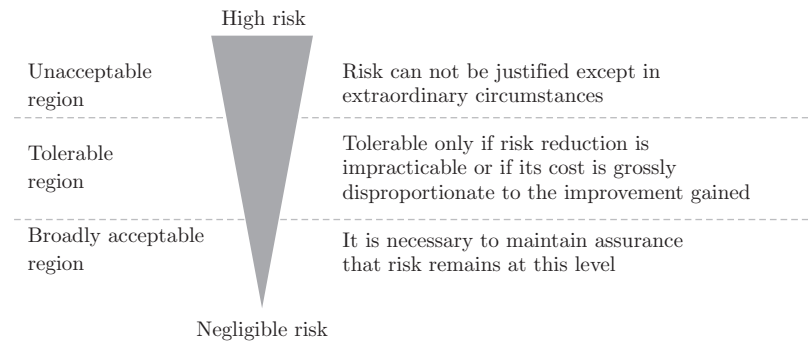 High risk
Unacceptable
region
Risk can not be justified except in
extraordinary circumstances
Tolerable
region
Tolerable only if risk reduction is
impracticable or if its cost is grossly
disproportionate to the improvement gained
Broadly acceptable
region
It is necessary to maintain assurance
that risk remains at this level
Negligible risk